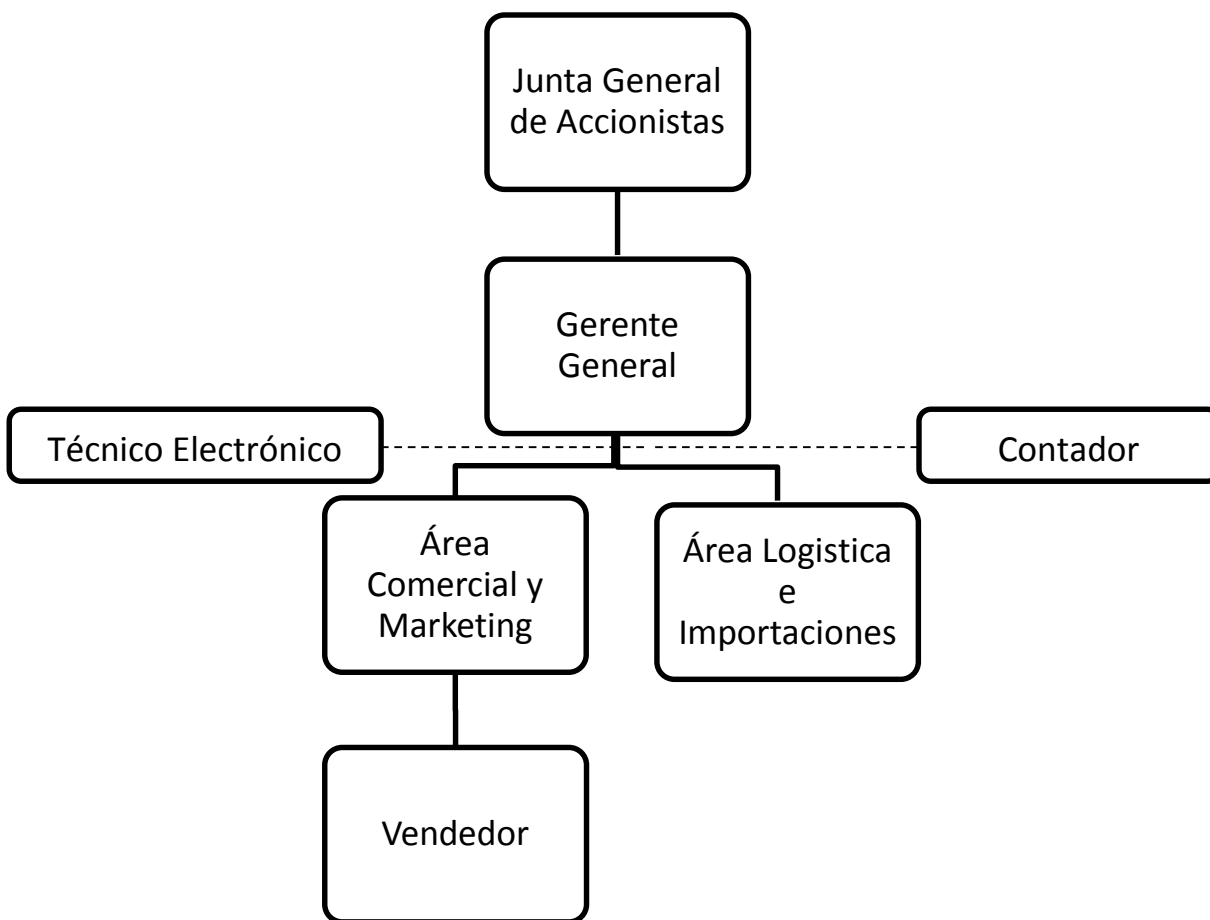 Junta General
de Accionistas
Gerente
General
Técnico Electrónico
Contador
Área
Comercial y
Marketing
Área Logistica
e
Importaciones
Vendedor